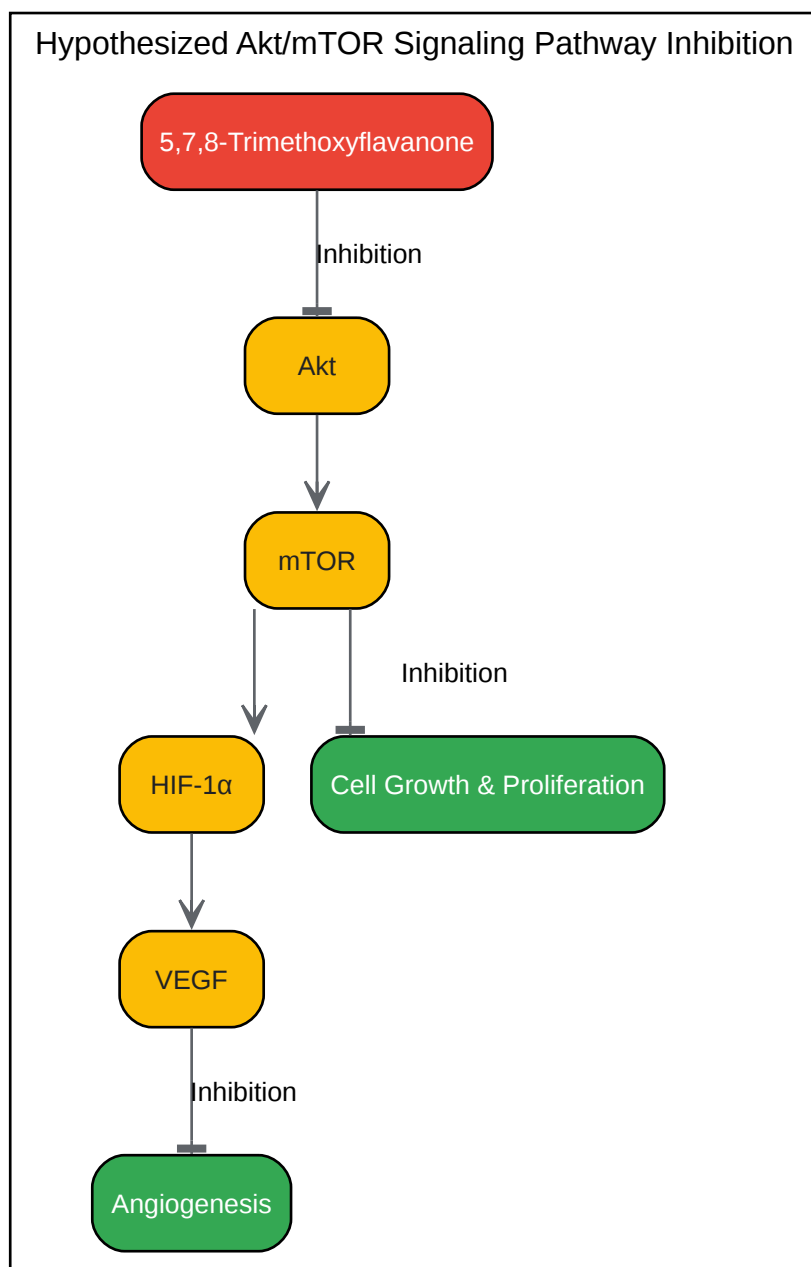 Hypothesized Akt/mTOR Signaling Pathway Inhibition
5,7,8-Trimethoxyflavanone
Inhibition
Akt
mTOR
Inhibition
HIF-1α
Cell Growth & Proliferation
VEGF
Inhibition
Angiogenesis